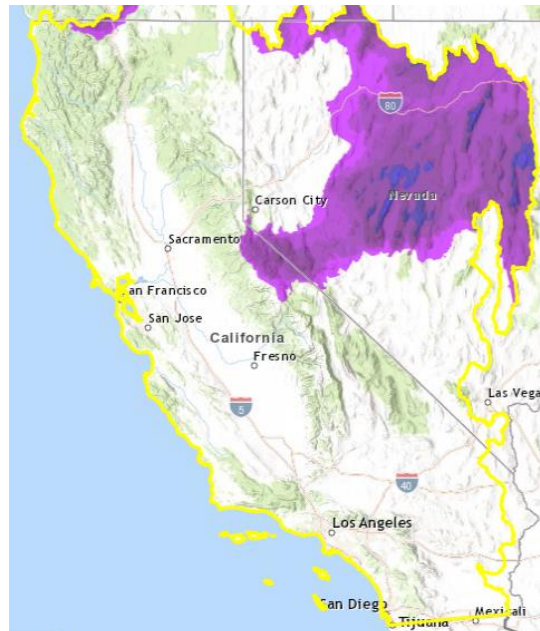 80
Nevada
Carson City
Sacramento
an Francisco
San Jose
California
Fresno
5
Las Vega
40
Los Angeles
San Diego
Tijuana
Mexicali